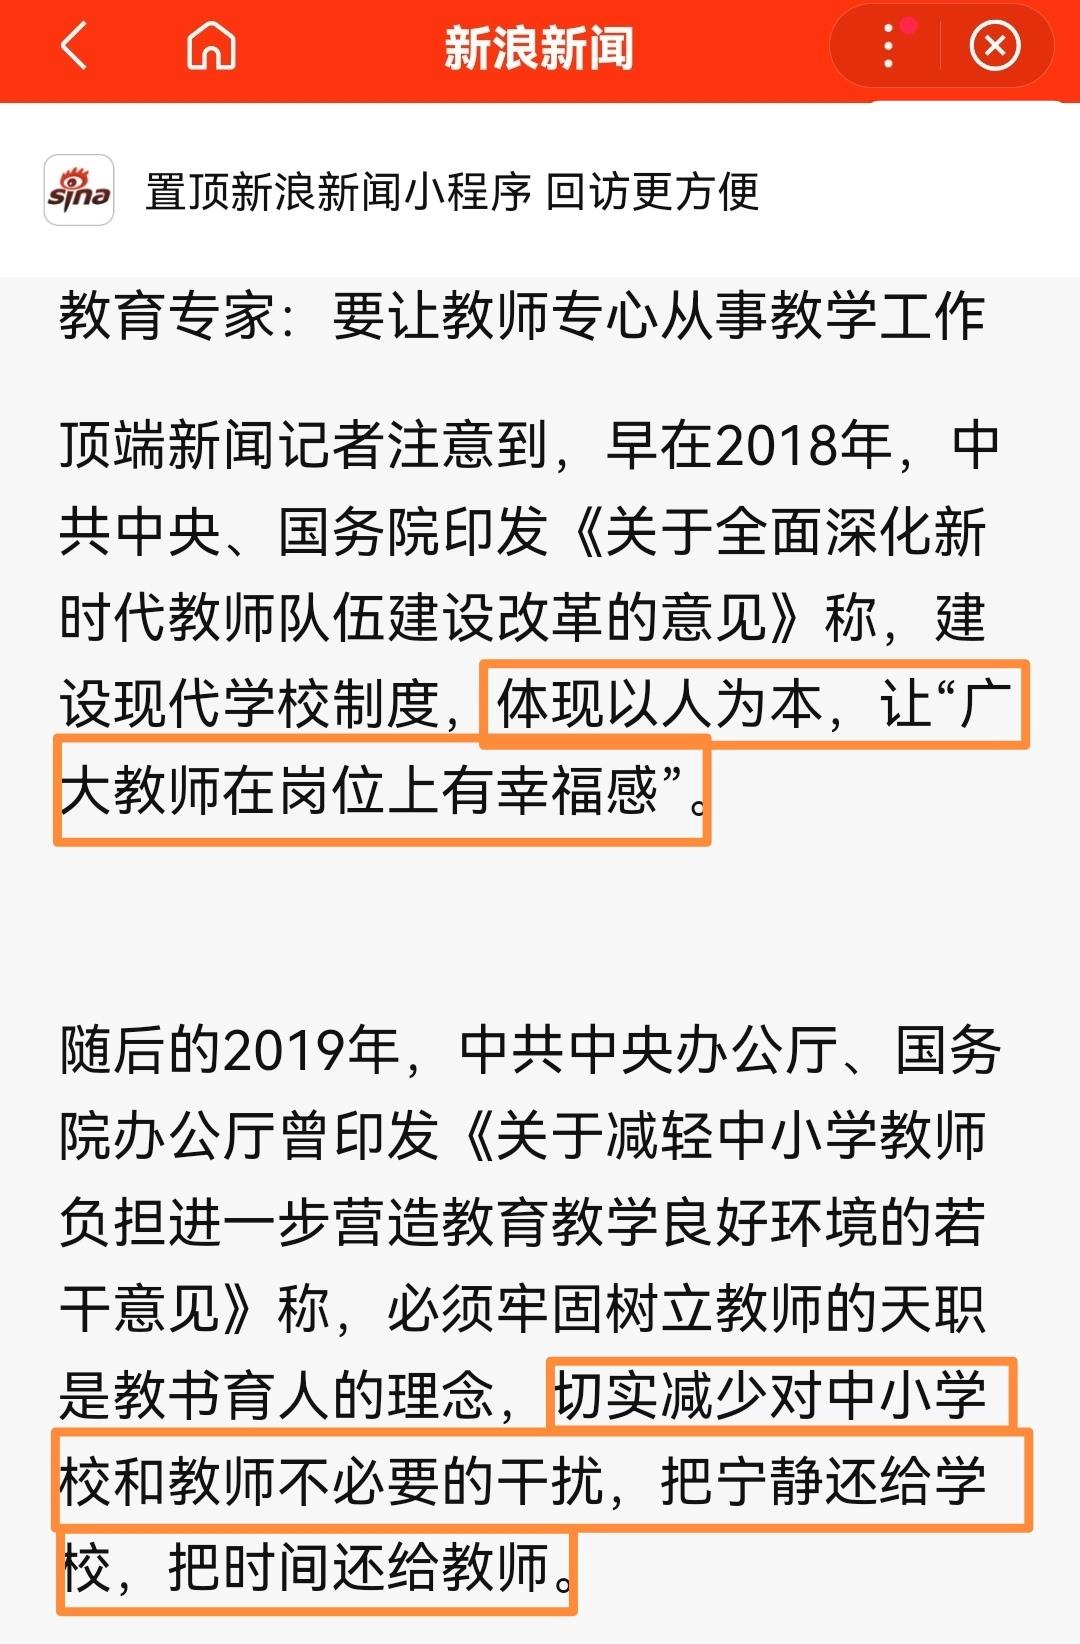 新浪新闻
sina
置顶新浪新闻小程序 回访更方便
教育专家：要让教师专心从事教学工作
顶端新闻记者注意到，早在2018年，中
共中央、国务院印发《关于全面深化新
时代教师队伍建设改革的意见》称，建
设现代学校制度，体现以人为本，让“广
大教师在岗位上有幸福感”。
随后的2019年，中共中央办公厅、国务
院办公厅曾印发《关于减轻中小学教师
负担进一步营造教育教学良好环境的若
干意见》称，必须牢固树立教师的天职
是教书育人的理念，切实减少对中小学
校和教师不必要的干扰，把宁静还给学
校，把时间还给教师。